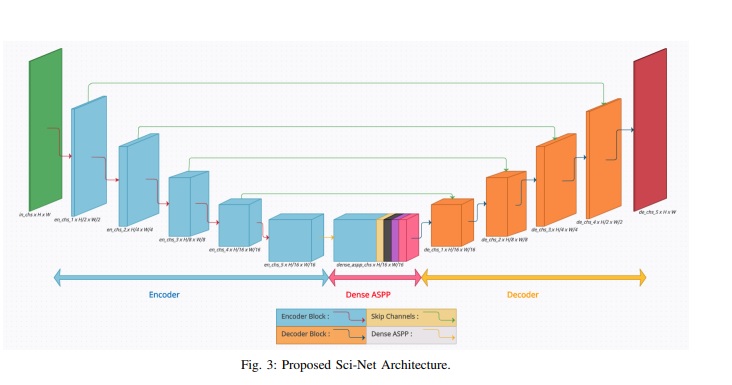 in_chs x H x W
en_chs_1 x H/2 x W/2
en_chs_2 x H/4 x W/4
en_chs_3 x H/8 x W/8
en_chs_4 x H/16 x W/16
en_chs_5 x H/16 x W/16
dense_aspp_chs x H/16 x W/16
de_chs_1 x H/16 x W/16
de_chs_2 x H/8 x W/8
de_chs_3 x H/4 x W/4
de_chs_4 x H/2 x W/2
de_chs_5 x H x W
Encoder
Dense ASPP
Decoder
Encoder Block :
Skip Channels :
Decoder Block :
Dense ASPP :
Fig. 3: Proposed Sci-Net Architecture.